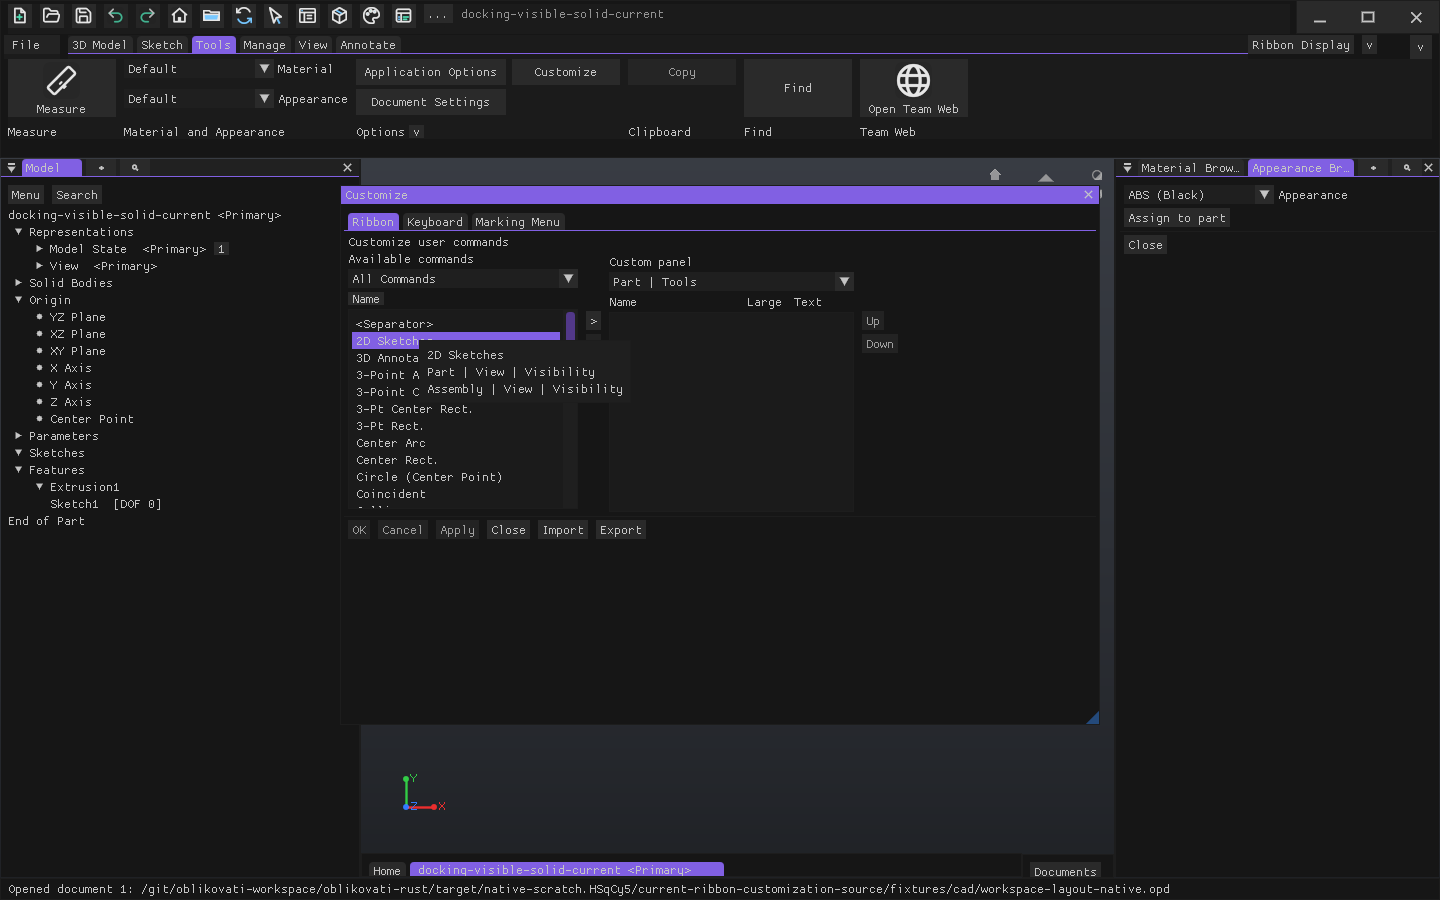 ... docking-visible-solid-current
File 3D Model Sketch Tools Manage View Annotate Ribbon Display v v
Default Material
Application Options Customize Copy
Find
Default Appearance
Document Settings
Measure
Open Team Web
Measure Material and Appearance Options v Clipboard Find Team Web
Model
Material Brow… Appearance Br…
Menu Search
docking-visible-solid-current <Primary>
Representations
Model State <Primary> 1
View <Primary>
Solid Bodies
Origin
YZ Plane
XZ Plane
XY Plane
X Axis
Y Axis
Z Axis
Center Point
Parameters
Sketches
Features
Extrusion1
Sketch1 [DOF 0]
End of Part
Customize
Ribbon Keyboard Marking Menu
Customize user commands
Available commands
All Commands
Name
<Separator>
2D Sketche
3D Annota
3-Point A
3-Point C
3-Pt Center Rect.
3-Pt Rect.
Center Arc
Center Rect.
Circle (Center Point)
Coincident
2D Sketches
Part | View | Visibility
Assembly | View | Visibility
>
Custom panel
Part | Tools
Name Large Text
Up
Down
OK Cancel Apply Close Import Export
ABS (Black) Appearance
Assign to part
Close
Y
Z X
Home docking-visible-solid-current <Primary> Documents
Opened document 1: /git/oblikovati-workspace/oblikovati-rust/target/native-scratch.HSqCy5/current-ribbon-customization-source/fixtures/cad/workspace-layout-native.opd